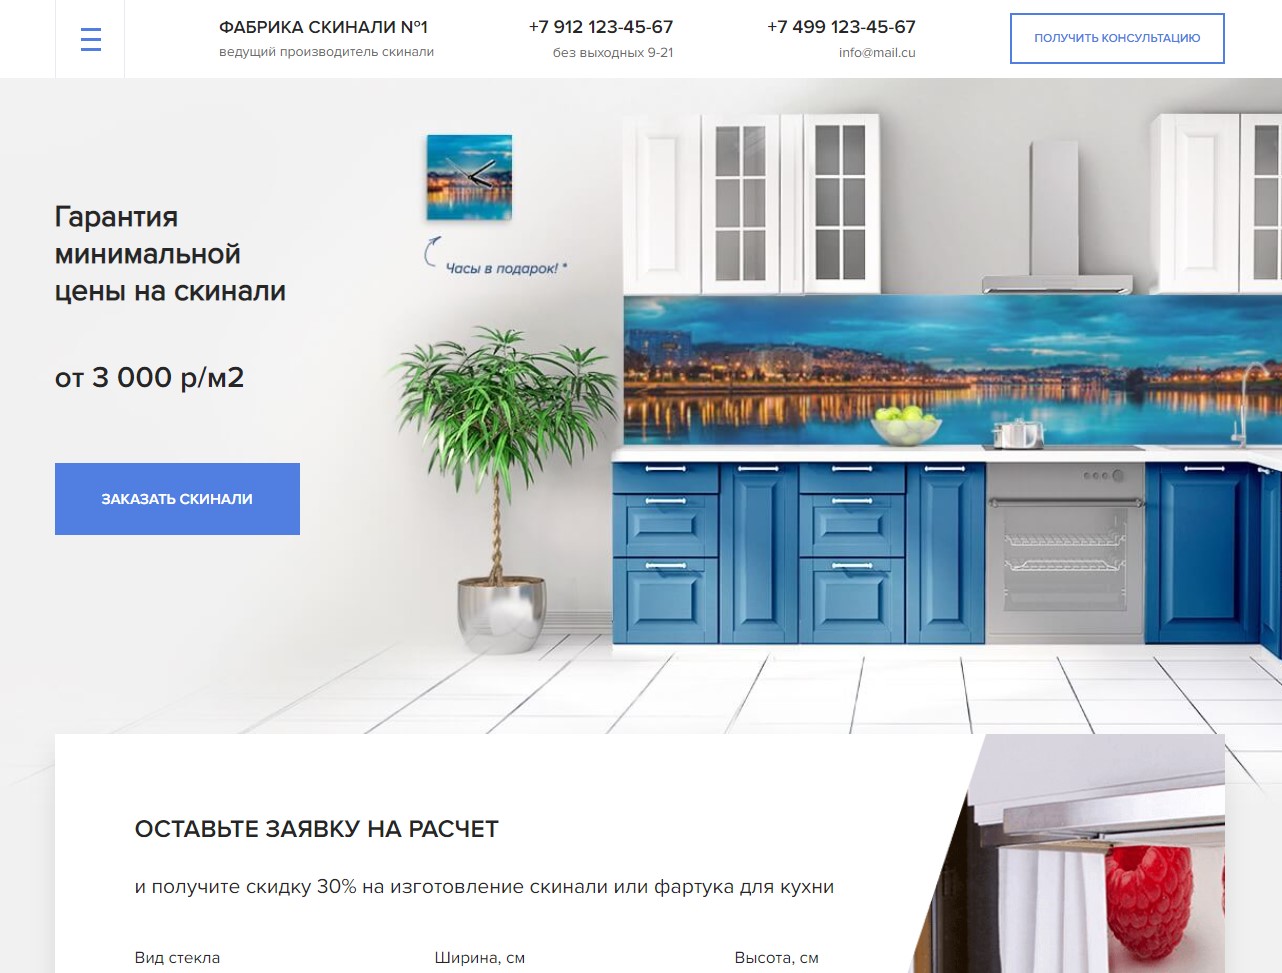 ФАБРИКА СКИНАЛИ №1
ведущий производитель скинали
+7 912 123-45-67
без выходных 9-21
+7 499 123-45-67
info@mail.cu
ПОЛУЧИТЬ КОНСУЛЬТАЦИЮ
Часы в подарок! *
Гарантия
минимальной
цены на скинали
от 3 000 р/м2
ЗАКАЗАТЬ СКИНАЛИ
ОСТАВЬТЕ ЗАЯВКУ НА РАСЧЕТ
и получите скидку 30% на изготовление скинали или фартука для кухни
Вид стекла
Ширина, см
Высота, см